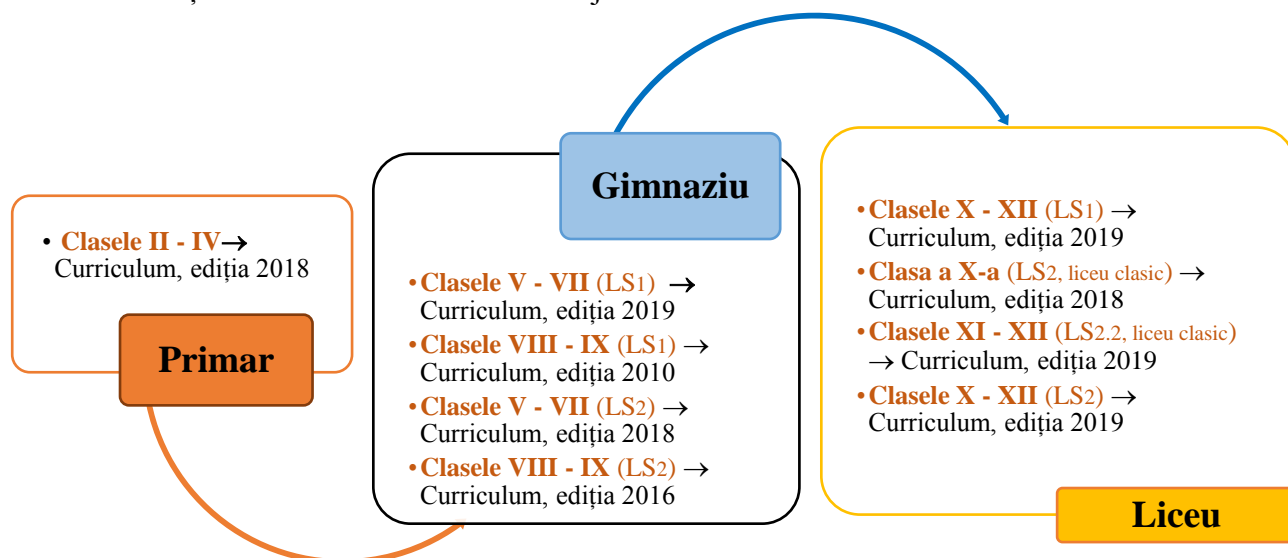 • Clasele II - IV→
Curriculum, ediția 2018
Primar
Gimnaziu
•Clasele V - VII (LS1) →
Curriculum, ediția 2019
•Clasele VIII - IX (LS1) →
Curriculum, ediția 2010
•Clasele V - VII (LS2) →
Curriculum, ediția 2018
•Clasele VIII - IX (LS2) →
Curriculum, ediția 2016
•Clasele X - XII (LS1) →
Curriculum, ediția 2019
•Clasa a X-a (LS2, liceu clasic) →
Curriculum, ediția 2018
•Clasele XI - XII (LS2.2, liceu clasic)
→ Curriculum, ediția 2019
•Clasele X - XII (LS2) →
Curriculum, ediția 2019
Liceu